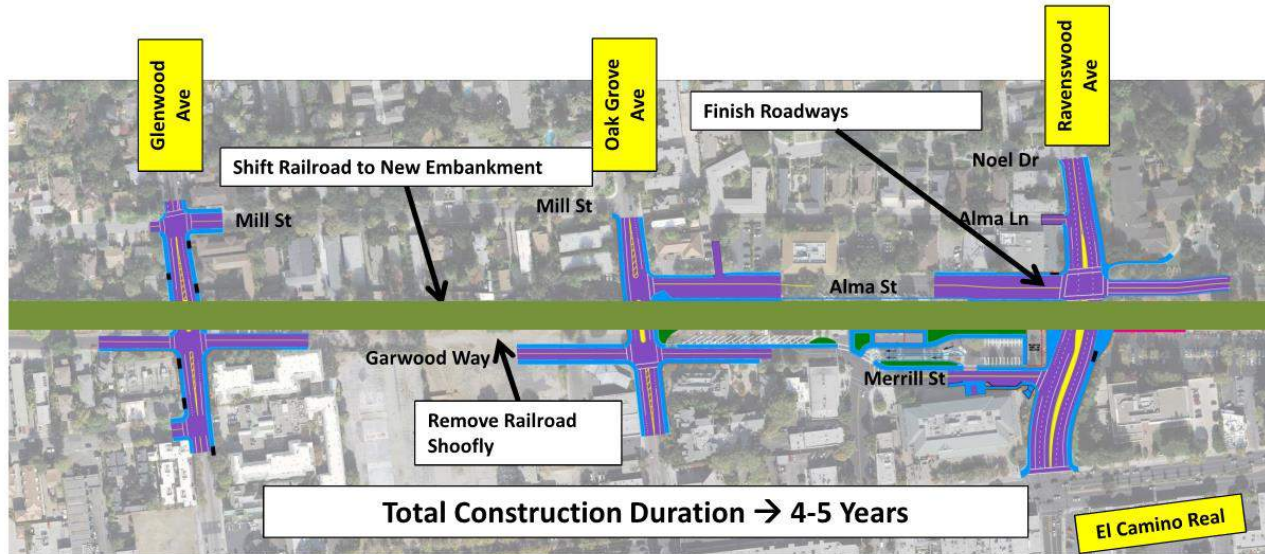 Glenwood
Ave
Oak Grove
Ave
Ravenswood
Ave
Finish Roadways
Shift Railroad to New Embankment
Noel Dr
Mill St
Mill St
Alma Ln
Alma St
Garwood Way
Merrill St
Remove Railroad
Shoofly
Total Construction Duration → 4-5 Years
El Camino Real